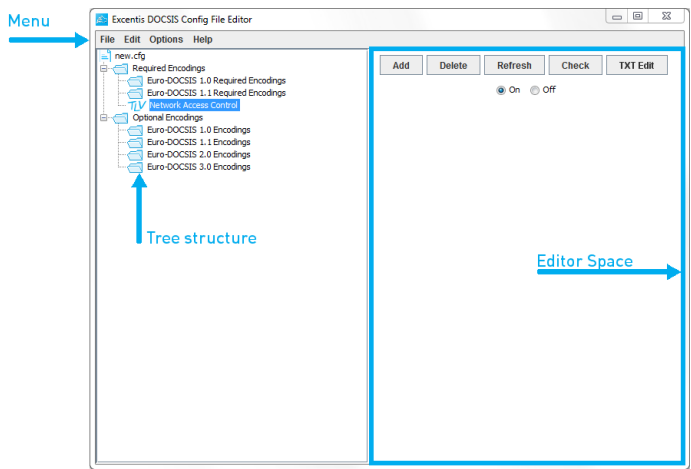 Menu
Excentis DOCSIS Config File Editor
File Edit Options Help
new.cfg
Required Encodings
Euro-DOCSIS 1.0 Required Encodings
Euro-DOCSIS 1.1 Required Encodings
TLV Network Access Control
Optional Encodings
Euro-DOCSIS 1.0 Encodings
Euro-DOCSIS 1.1 Encodings
Euro-DOCSIS 2.0 Encodings
Euro-DOCSIS 3.0 Encodings
Tree structure
Add Delete Refresh Check TXT Edit
On Off
Editor Space